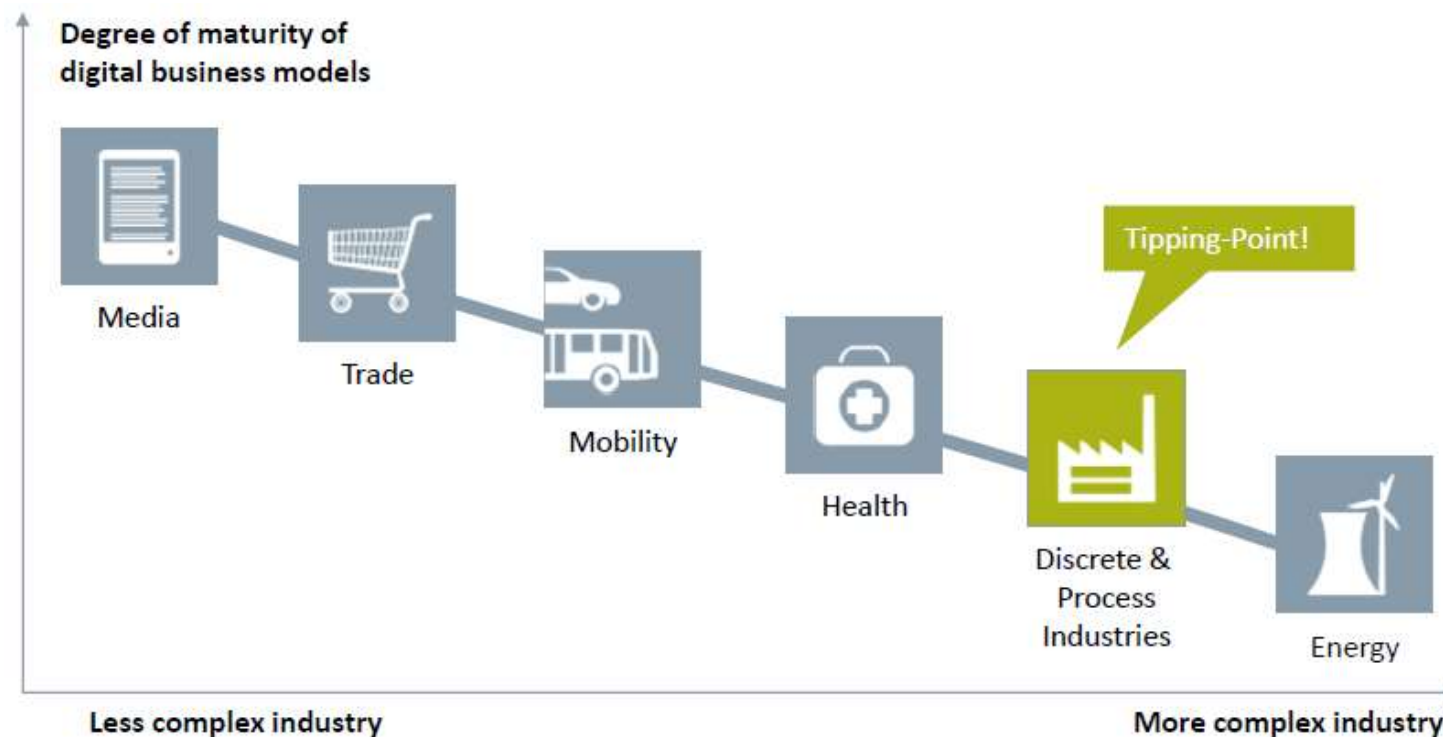 Degree of maturity of
digital business models
Tipping-Point!
Media
Trade
Mobility
Health
Discrete &
Process
Industries
Energy
Less complex industry
More complex industry